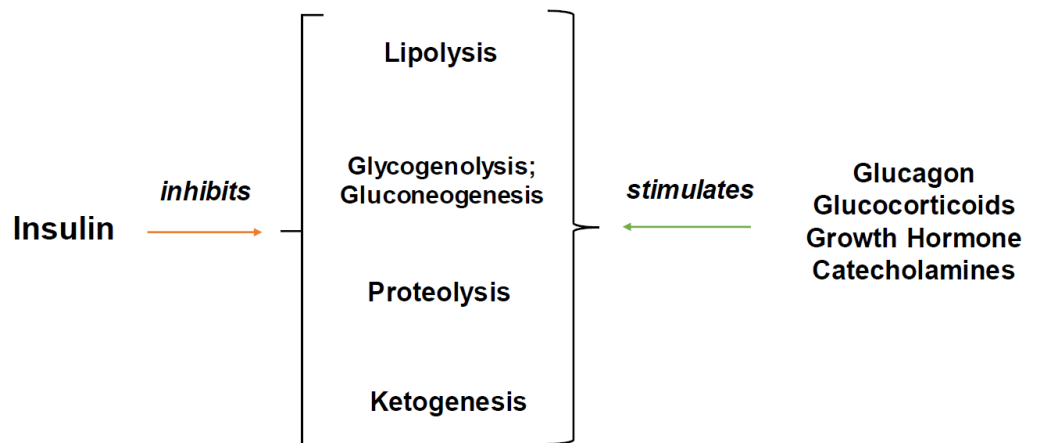 Lipolysis
Glycogenolysis;
Gluconeogenesis
Proteolysis
Ketogenesis
Insulin
inhibits
stimulates
Glucagon
Glucocorticoids
Growth Hormone
Catecholamines